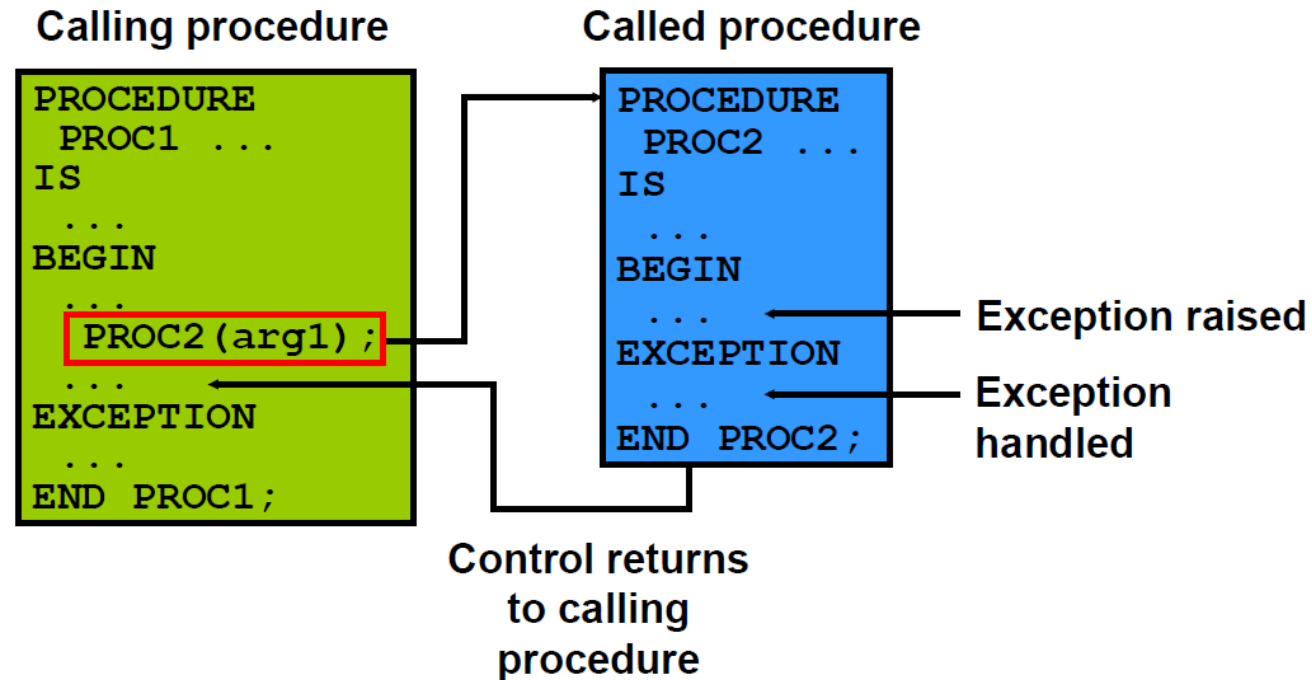 Calling procedure
PROCEDURE
PROC1 ...
IS
...
BEGIN
...
PROC2(arg1);
...
EXCEPTION
...
END PROC1;
Called procedure
PROCEDURE
PROC2 ...
IS
...
BEGIN
...
EXCEPTION
...
END PROC2;
Exception raised
Exception
handled
Control returns
to calling
procedure